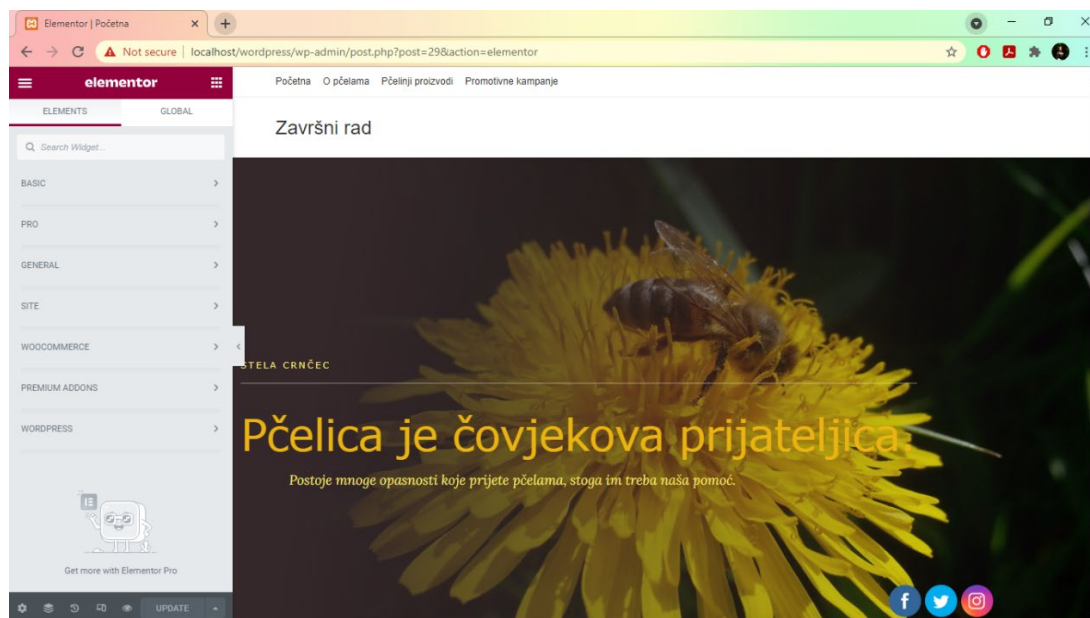 Elementor | Početna
Not secure | localhost/wordpress/wp-admin/post.php?post=29&action=elementor
elementor
ELEMENTS GLOBAL
Search Widget...
BASIC
PRO
GENERAL
SITE
WOOCOMMERCE
PREMIUM ADDONS
WORDPRESS
Get more with Elementor Pro
UPDATE
Početna O pčelama Pčelinji proizvodi Promotivne kampanje
Završni rad
STELA CRNČEC
Pčelica je čovjekova prijateljica.
Postoje mnoge opasnosti koje prijete pčelama, stoga im treba naša pomoć.